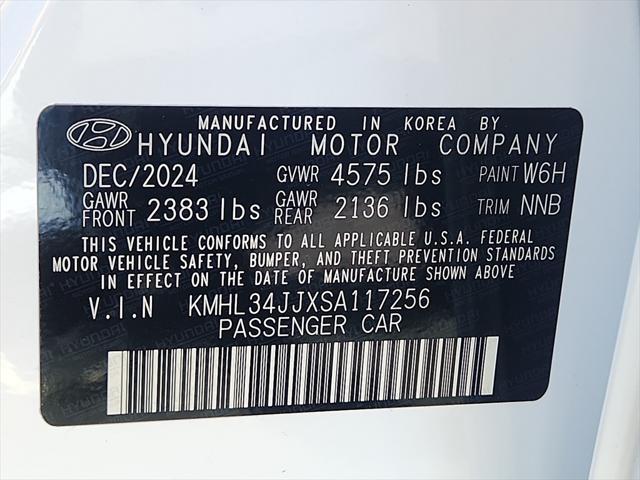 MANUFACTURED IN KOREA BY
HYUNDAI MOTOR COMPANY
DEC/2024 GVWR 4575 lbs PAINT W6H
GAWR FRONT 2383 lbs GAWR REAR 2136 lbs TRIM NNB
THIS VEHICLE CONFORMS TO ALL APPLICABLE U.S.A. FEDERAL
MOTOR VEHICLE SAFETY, BUMPER, AND THEFT PREVENTION STANDARDS
IN EFFECT ON THE DATE OF MANUFACTURE SHOWN ABOVE
V.I.N KMHL34JJXSA117256
PASSENGER CAR